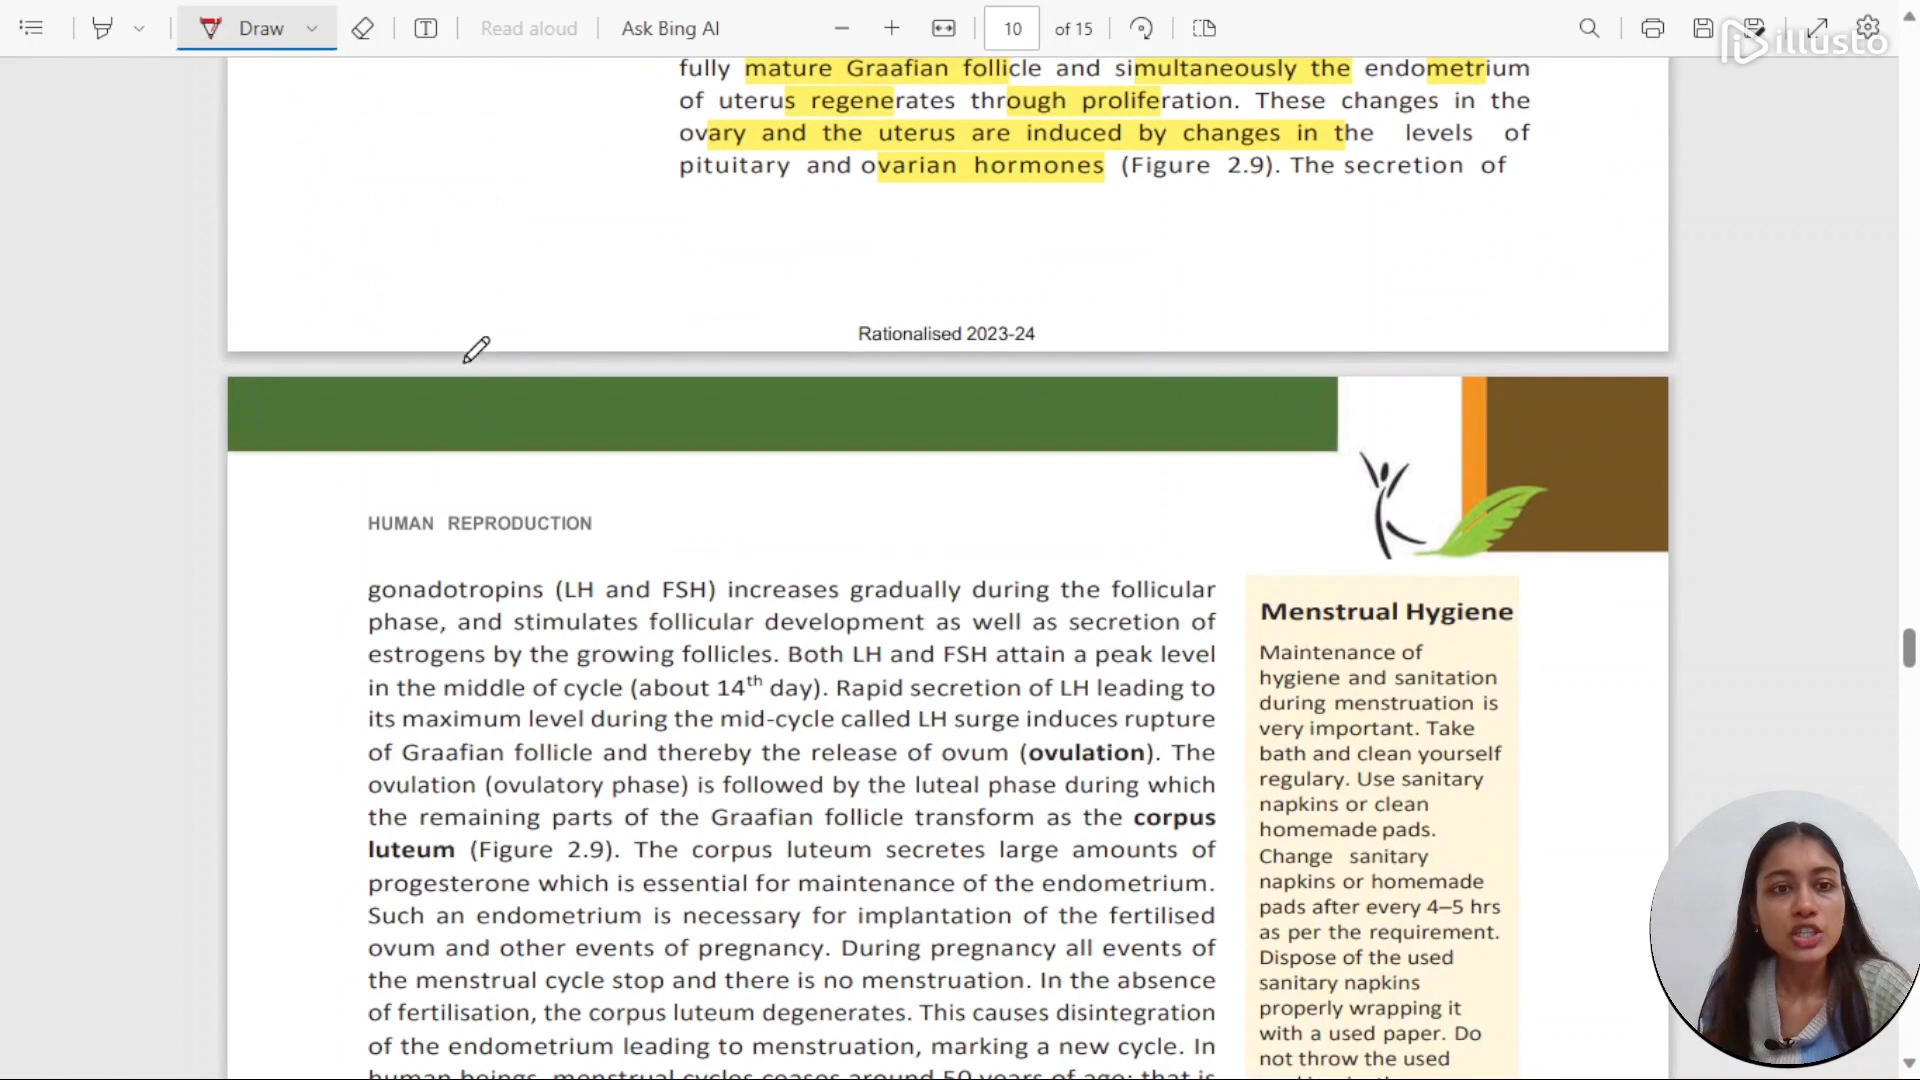 Draw
Read aloud
Ask Bing AI
10
of 15
illusto
fully mature Graafian follicle and simultaneously the endometrium
of uterus regenerates through proliferation. These changes in the
ovary and the uterus are induced by changes in the levels of
pituitary and ovarian hormones (Figure 2.9). The secretion of
Rationalised 2023-24
HUMAN REPRODUCTION
gonadotropins (LH and FSH) increases gradually during the follicular
phase, and stimulates follicular development as well as secretion of
estrogens by the growing follicles. Both LH and FSH attain a peak level
in the middle of cycle (about 14th day). Rapid secretion of LH leading to
its maximum level during the mid-cycle called LH surge induces rupture
of Graafian follicle and thereby the release of ovum (ovulation). The
ovulation (ovulatory phase) is followed by the luteal phase during which
the remaining parts of the Graafian follicle transform as the corpus
luteum (Figure 2.9). The corpus luteum secretes large amounts of
progesterone which is essential for maintenance of the endometrium.
Such an endometrium is necessary for implantation of the fertilised
ovum and other events of pregnancy. During pregnancy all events of
the menstrual cycle stop and there is no menstruation. In the absence
of fertilisation, the corpus luteum degenerates. This causes disintegration
of the endometrium leading to menstruation, marking a new cycle. In
human beings, menstrual cycles ceases around 50 years of age; that is
Menstrual Hygiene
Maintenance of
hygiene and sanitation
during menstruation is
very important. Take
bath and clean yourself
regulary. Use sanitary
napkins or clean
homemade pads.
Change sanitary
napkins or homemade
pads after every 4–5 hrs
as per the requirement.
Dispose of the used
sanitary napkins
properly wrapping it
with a used paper. Do
not throw the used